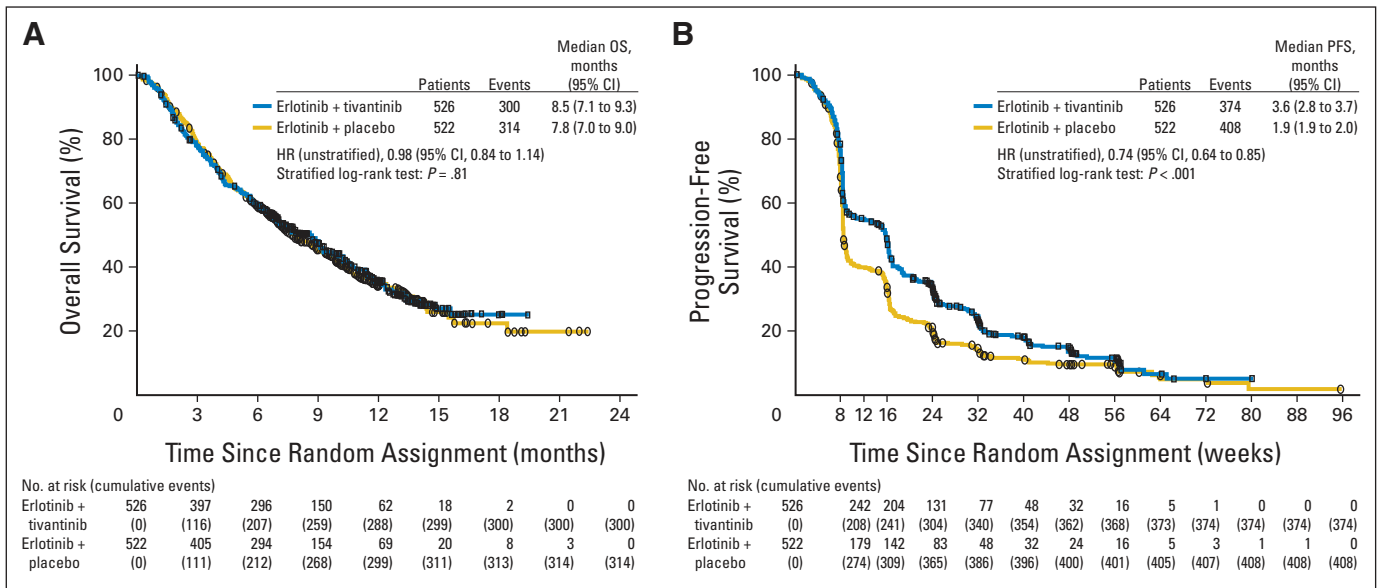 A
Median OS,
months
Patients Events (95% CI)
Erlotinib + tivantinib 526 300 8.5 (7.1 to 9.3)
Erlotinib + placebo 522 314 7.8 (7.0 to 9.0)
HR (unstratified), 0.98 (95% CI, 0.84 to 1.14)
Stratified log-rank test: P = .81
Overall Survival (%)
100
80
60
40
20
0 3 6 9 12 15 18 21 24
Time Since Random Assignment (months)
No. at risk (cumulative events)
Erlotinib + 526 397 296 150 62 18 2 0 0
tivantinib (0) (116) (207) (259) (288) (299) (300) (300) (300)
Erlotinib + 522 405 294 154 69 20 8 3 0
placebo (0) (111) (212) (268) (299) (311) (313) (314) (314)
B
Median PFS,
months
Patients Events (95% CI)
Erlotinib + tivantinib 526 374 3.6 (2.8 to 3.7)
Erlotinib + placebo 522 408 1.9 (1.9 to 2.0)
HR (unstratified), 0.74 (95% CI, 0.64 to 0.85)
Stratified log-rank test: P < .001
Progression-Free
Survival (%)
100
80
60
40
20
0 8 12 16 24 32 40 48 56 64 72 80 88 96
Time Since Random Assignment (weeks)
No. at risk (cumulative events)
Erlotinib + 526 242 204 131 77 48 32 16 5 1 0 0 0
tivantinib (0) (208) (241) (304) (340) (354) (362) (368) (373) (374) (374) (374) (374)
Erlotinib + 522 179 142 83 48 32 24 16 5 3 1 1 0
placebo (0) (274) (309) (365) (386) (396) (400) (401) (405) (407) (408) (408) (408)